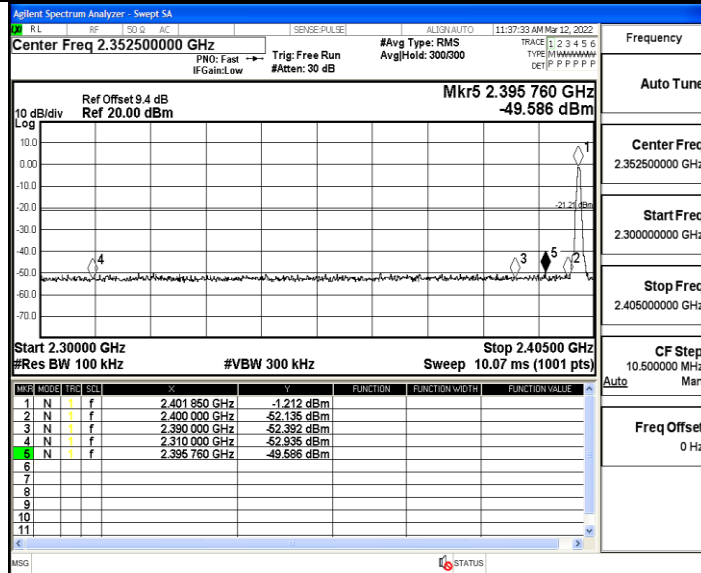 Agilent Spectrum Analyzer - Swept SA
RL RF 50 Ω AC SENSE:PULSE ALIGNAUTO 11:37:33 AM Mar 12, 2022
Center Freq 2.352500000 GHz #Avg Type: RMS TRACE 1 2 3 4 5 6
PNO: Fast Trig: Free Run Avg|Hold: 300/300 TYPE MWWWWW
IFGain:Low #Atten: 30 dB DET P P P P P P
Mkr5 2.395 760 GHz
-49.586 dBm
Ref Offset 9.4 dB
10 dB/div Ref 20.00 dBm
Log
10.0
0.00
-10.0
-20.0
-30.0
-40.0
-50.0
-60.0
-70.0
1
-21.21 dBm
4 3 5 2
Start 2.30000 GHz Stop 2.40500 GHz
#Res BW 100 kHz #VBW 300 kHz Sweep 10.07 ms (1001 pts)
MKR MODE TRC SCL X Y FUNCTION FUNCTION WIDTH FUNCTION VALUE
1 N 1 f 2.401 850 GHz -1.212 dBm
2 N 1 f 2.400 000 GHz -52.135 dBm
3 N 1 f 2.390 000 GHz -52.392 dBm
4 N 1 f 2.310 000 GHz -52.935 dBm
5 N 1 f 2.395 760 GHz -49.586 dBm
6
7
8
9
10
11
MSG STATUS
Frequency
Auto Tune
Center Freq
2.352500000 GHz
Start Freq
2.300000000 GHz
Stop Freq
2.405000000 GHz
CF Step
10.500000 MHz
Auto Man
Freq Offset
0 Hz